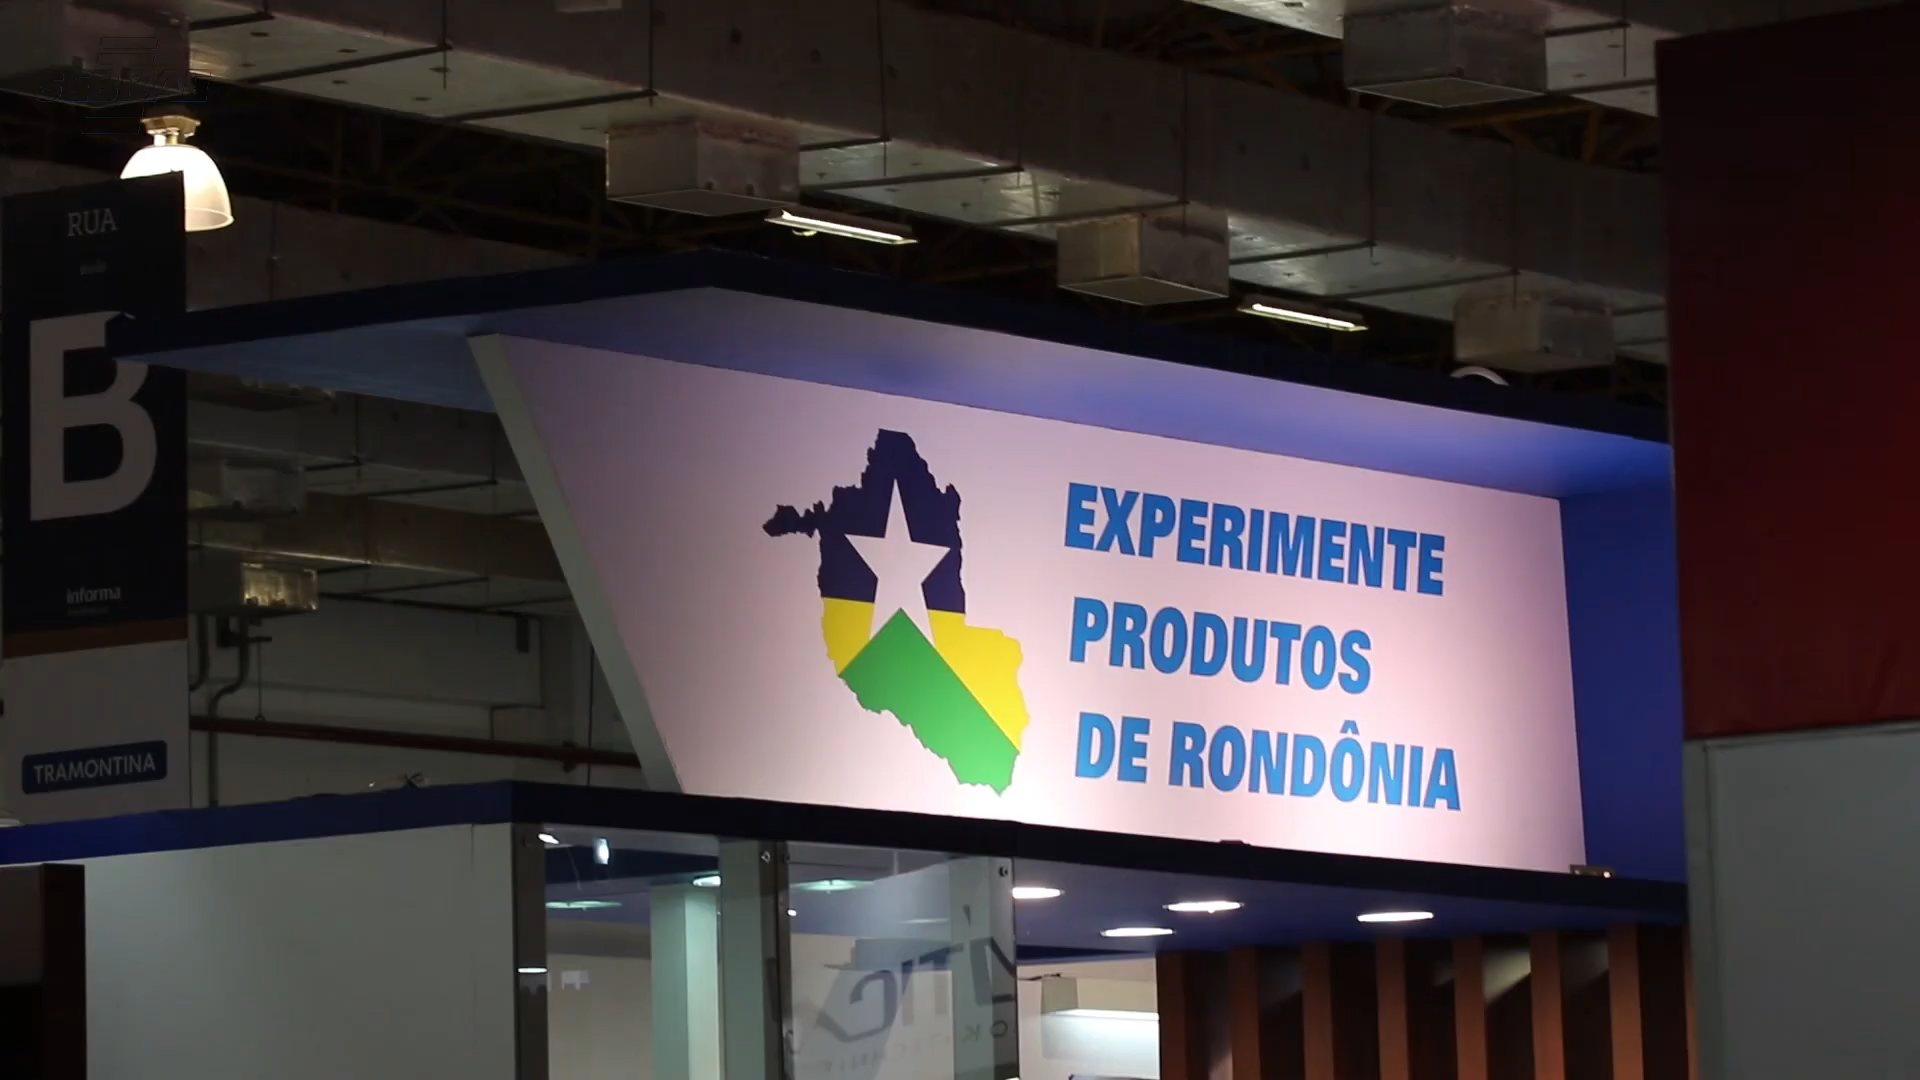 RUA
B
informa
TRAMONTINA
EXPERIMENTE
PRODUTOS
DE RONDÔNIA